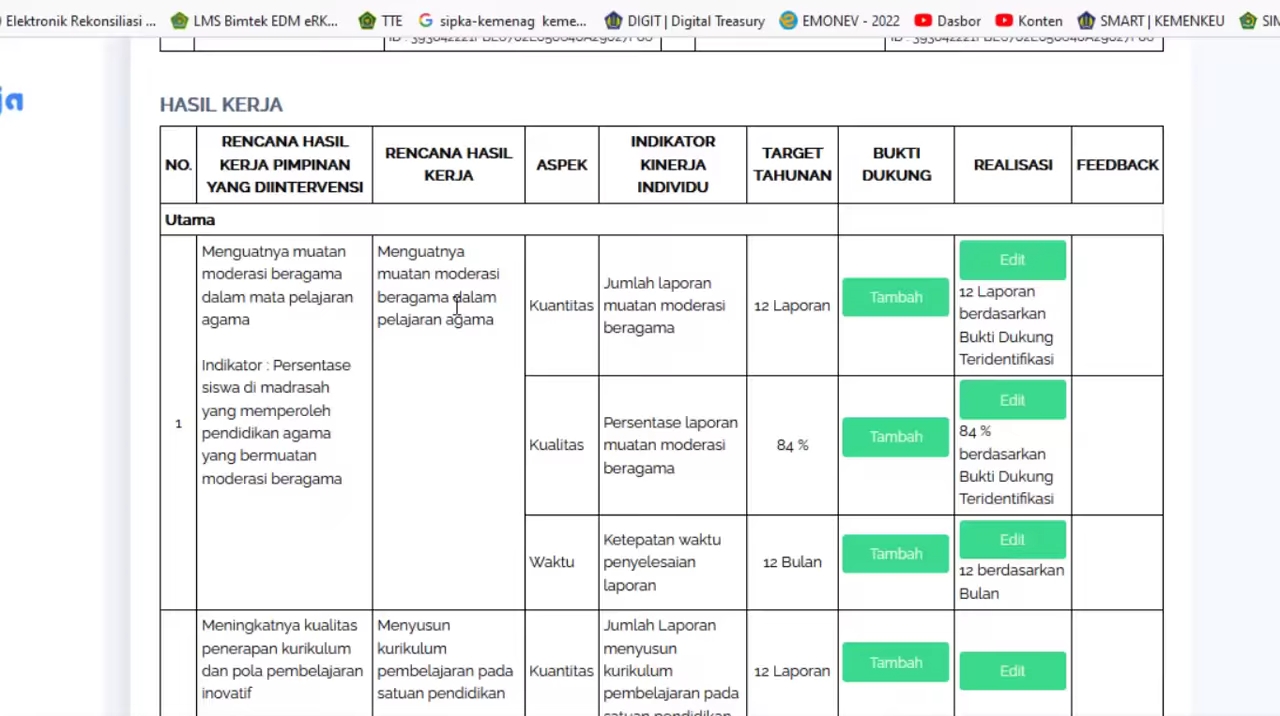 Elektronik Rekonsiliasi ...
LMS Bimtek EDM eRK...
TTE
sipka-kemenag keme...
DIGIT | Digital Treasury
EMONEV - 2022
Dasbor
Konten
SMART | KEMENKEU
SIN
ja
HASIL KERJA
NO.
RENCANA HASIL
KERJA PIMPINAN
YANG DIINTERVENSI
RENCANA HASIL
KERJA
ASPEK
INDIKATOR
KINERJA
INDIVIDU
TARGET
TAHUNAN
BUKTI
DUKUNG
REALISASI
FEEDBACK
Utama
1
Menguatnya muatan
moderasi beragama
dalam mata pelajaran
agama
Indikator : Persentase
siswa di madrasah
yang memperoleh
pendidikan agama
yang bermuatan
moderasi beragama
Menguatnya
muatan moderasi
beragama dalam
pelajaran agama
Kuantitas
Jumlah laporan
muatan moderasi
beragama
12 Laporan
Tambah
Edit
12 Laporan
berdasarkan
Bukti Dukung
Teridentifikasi
Kualitas
Persentase laporan
muatan moderasi
beragama
84 %
Tambah
Edit
84 %
berdasarkan
Bukti Dukung
Teridentifikasi
Waktu
Ketepatan waktu
penyelesaian
laporan
12 Bulan
Tambah
Edit
12 berdasarkan
Bulan
Meningkatnya kualitas
penerapan kurikulum
dan pola pembelajaran
inovatif
Menyusun
kurikulum
pembelajaran pada
satuan pendidikan
Kuantitas
Jumlah Laporan
menyusun
kurikulum
pembelajaran pada
satuan pendidikan
12 Laporan
Tambah
Edit